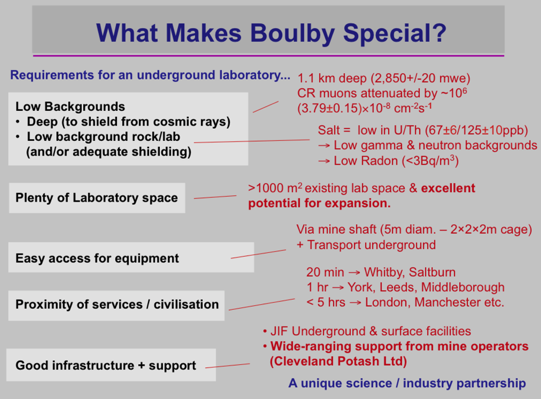 What Makes Boulby Special?
Requirements for an underground laboratory...
Low Backgrounds
• Deep (to shield from cosmic rays)
• Low background rock/lab
(and/or adequate shielding)
1.1 km deep (2,850+/-20 mwe)
CR muons attenuated by ~10⁶
(3.79±0.15)×10⁻⁸ cm⁻²s⁻¹
Salt = low in U/Th (67±6/125±10ppb)
→ Low gamma & neutron backgrounds
→ Low Radon (<3Bq/m³)
Plenty of Laboratory space
>1000 m² existing lab space & excellent
potential for expansion.
Easy access for equipment
Via mine shaft (5m diam. – 2×2×2m cage)
+ Transport underground
Proximity of services / civilisation
20 min → Whitby, Saltburn
1 hr → York, Leeds, Middleborough
< 5 hrs → London, Manchester etc.
Good infrastructure + support
• JIF Underground & surface facilities
• Wide-ranging support from mine operators
(Cleveland Potash Ltd)
A unique science / industry partnership